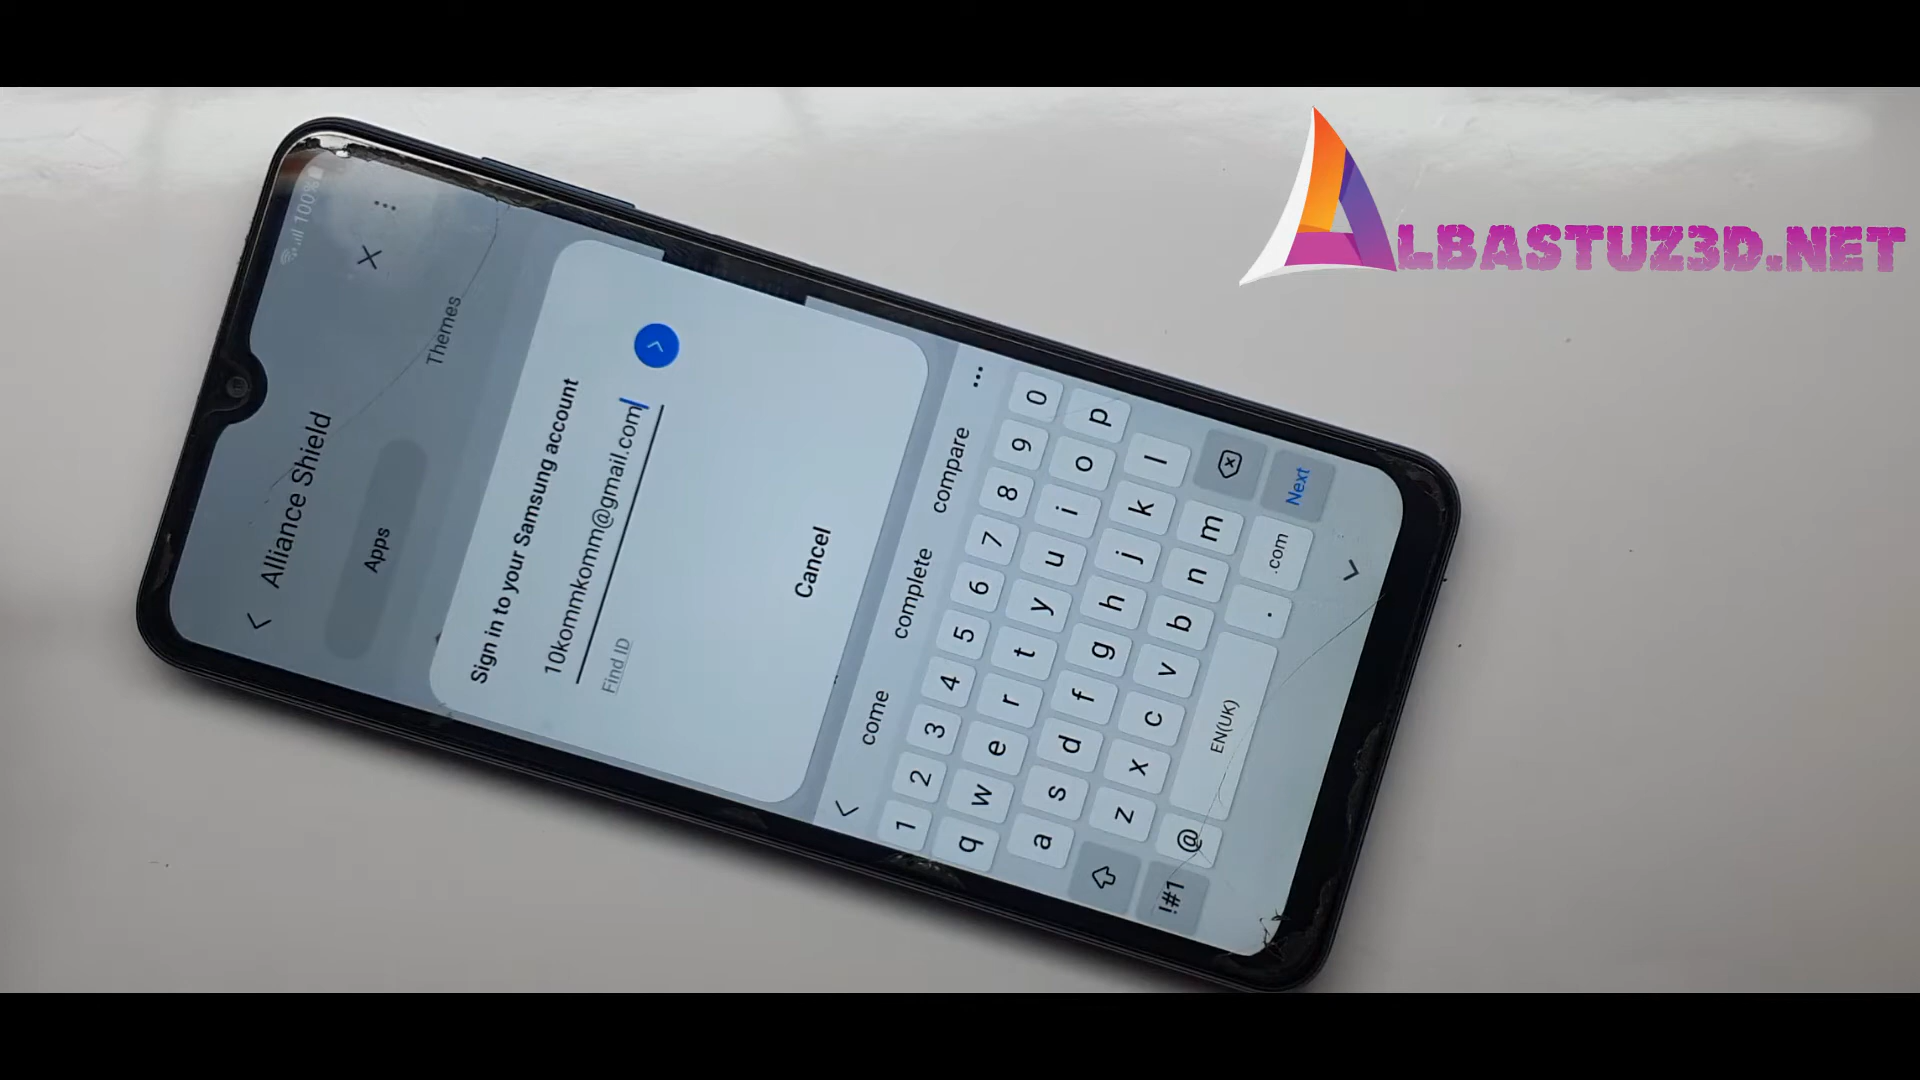 ALBASTUZ3D.NET
100%
Alliance Shield
Apps
Themes
Sign in to your Samsung account
10kommkomm@gmail.com
Find ID
Cancel
come
complete
compare
1 2 3 4 5 6 7 8 9 0
q w e r t y u i o p
a s d f g h j k l
z x c v b n m
!#1 @ EN(UK) . .com Next